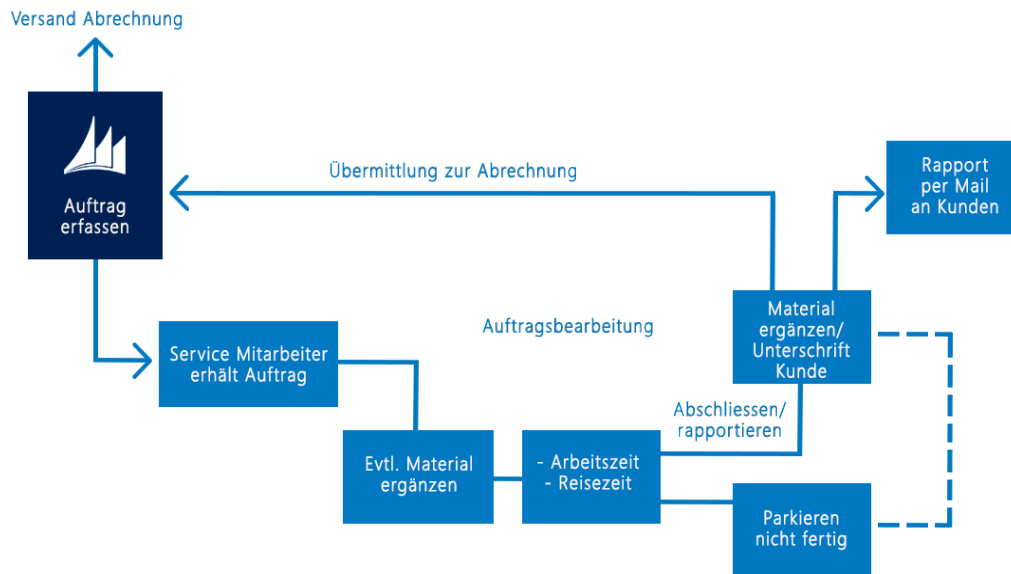 Versand Abrechnung
Auftrag
erfassen
Übermittlung zur Abrechnung
Rapport
per Mail
an Kunden
Service Mitarbeiter
erhält Auftrag
Auftragsbearbeitung
Material
ergänzen/
Unterschrift
Kunde
Abschliessen/
rapportieren
Evtl. Material
ergänzen
- Arbeitszeit
- Reisezeit
Parkieren
nicht fertig